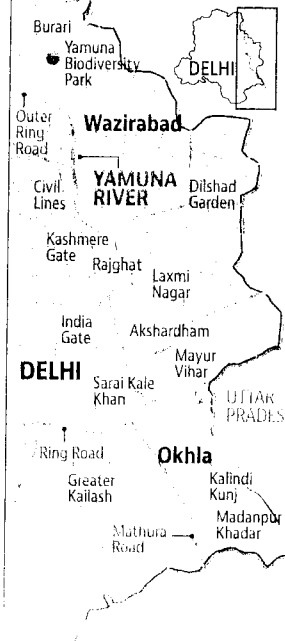 Burari
Yamuna
Biodiversity
Park
DELHI
Outer
Ring
Road
Wazirabad
YAMUNA
RIVER
Civil
Lines
Dilshad
Garden
Kashmere
Gate
Rajghat
Laxmi
Nagar
India
Gate
Akshardham
Mayur
Vihar
DELHI
Sarai Kale
Khan
UTTAR
PRADES
Ring Road
Okhla
Greater
Kailash
Kalindi
Kunj
Madanpur
Khadar
Mathura
Road